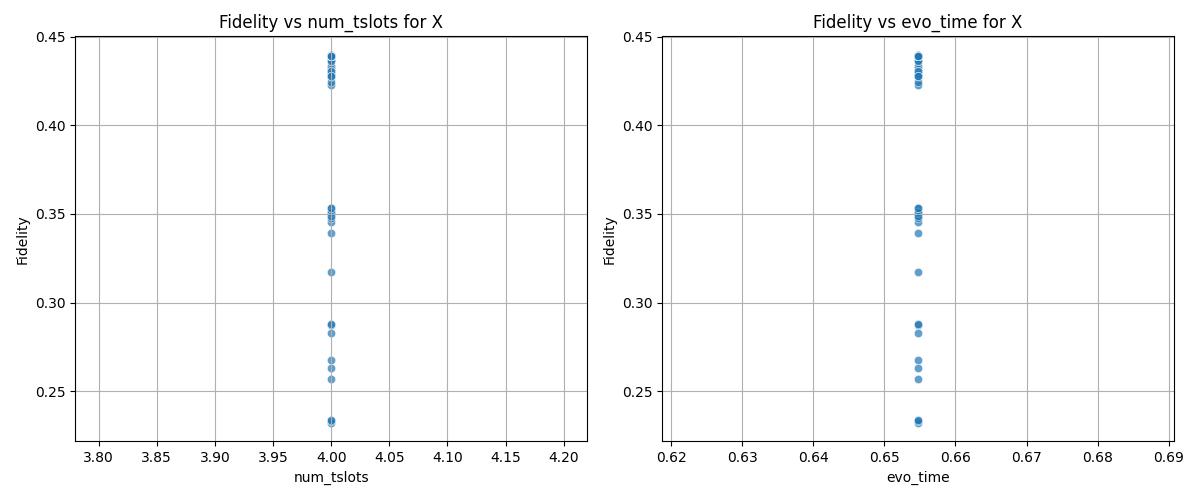 Fidelity vs num_tslots for X
Fidelity
0.45
0.40
0.35
0.30
0.25
3.80 3.85 3.90 3.95 4.00 4.05 4.10 4.15 4.20
num_tslots
Fidelity vs evo_time for X
Fidelity
0.45
0.40
0.35
0.30
0.25
0.62 0.63 0.64 0.65 0.66 0.67 0.68 0.69
evo_time